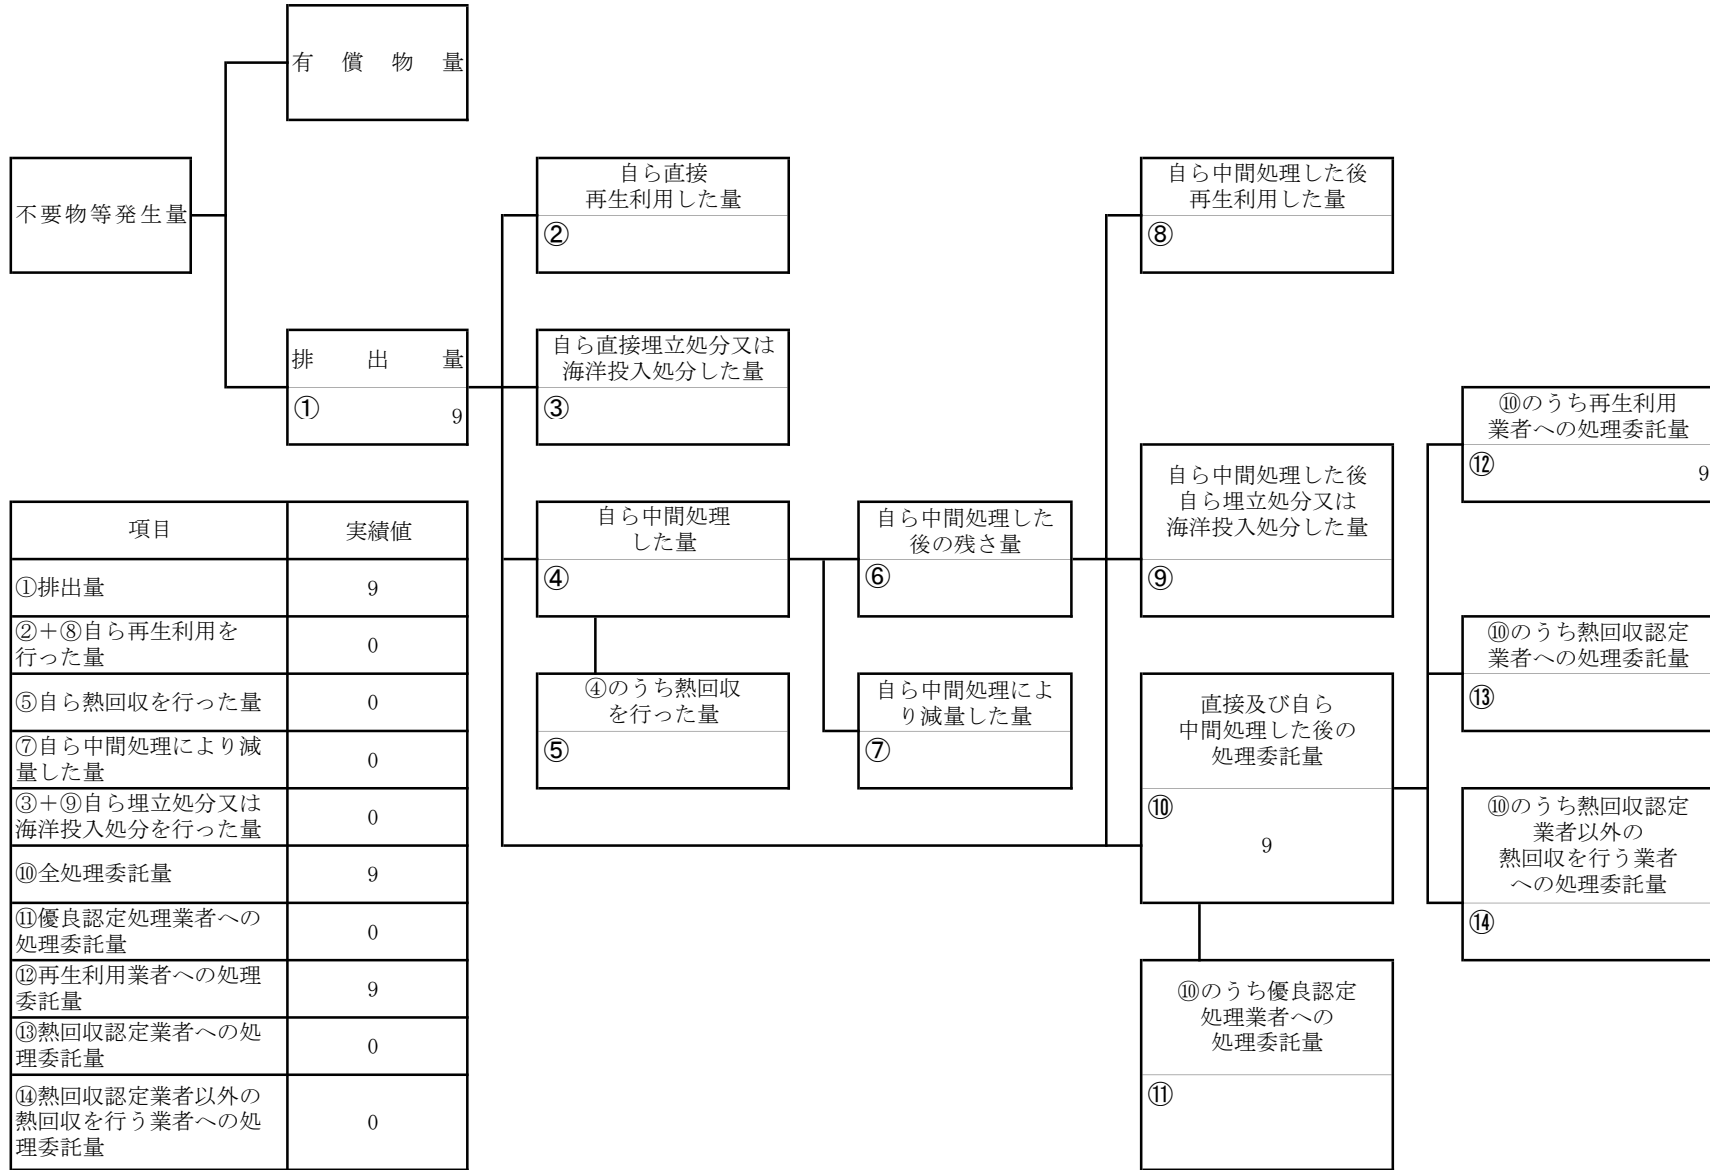 有償物量
不要物等発生量
自ら直接
再生利用した量
②
自ら中間処理した後
再生利用した量
⑧
排出量
①
9
自ら直接埋立処分又は
海洋投入処分した量
③
⑩のうち再生利用
業者への処理委託量
⑫
9
自ら中間処理
した量
④
自ら中間処理した
後の残さ量
⑥
自ら中間処理した後
自ら埋立処分又は
海洋投入処分した量
⑨
④のうち熱回収
を行った量
⑤
自ら中間処理によ
り減量した量
⑦
直接及び自ら
中間処理した後の
処理委託量
⑩
9
⑩のうち熱回収認定
業者への処理委託量
⑬
⑩のうち熱回収認定
業者以外の
熱回収を行う業者
への処理委託量
⑭
⑩のうち優良認定
処理業者への
処理委託量
⑪
項目 実績値
①排出量 9
②+⑧自ら再生利用を
行った量 0
⑤自ら熱回収を行った量 0
⑦自ら中間処理により減
量した量 0
③+⑨自ら埋立処分又は
海洋投入処分を行った量 0
⑩全処理委託量 9
⑪優良認定処理業者への
処理委託量 0
⑫再生利用業者への処理
委託量 9
⑬熱回収認定業者への処
理委託量 0
⑭熱回収認定業者以外の
熱回収を行う業者への処
理委託量 0